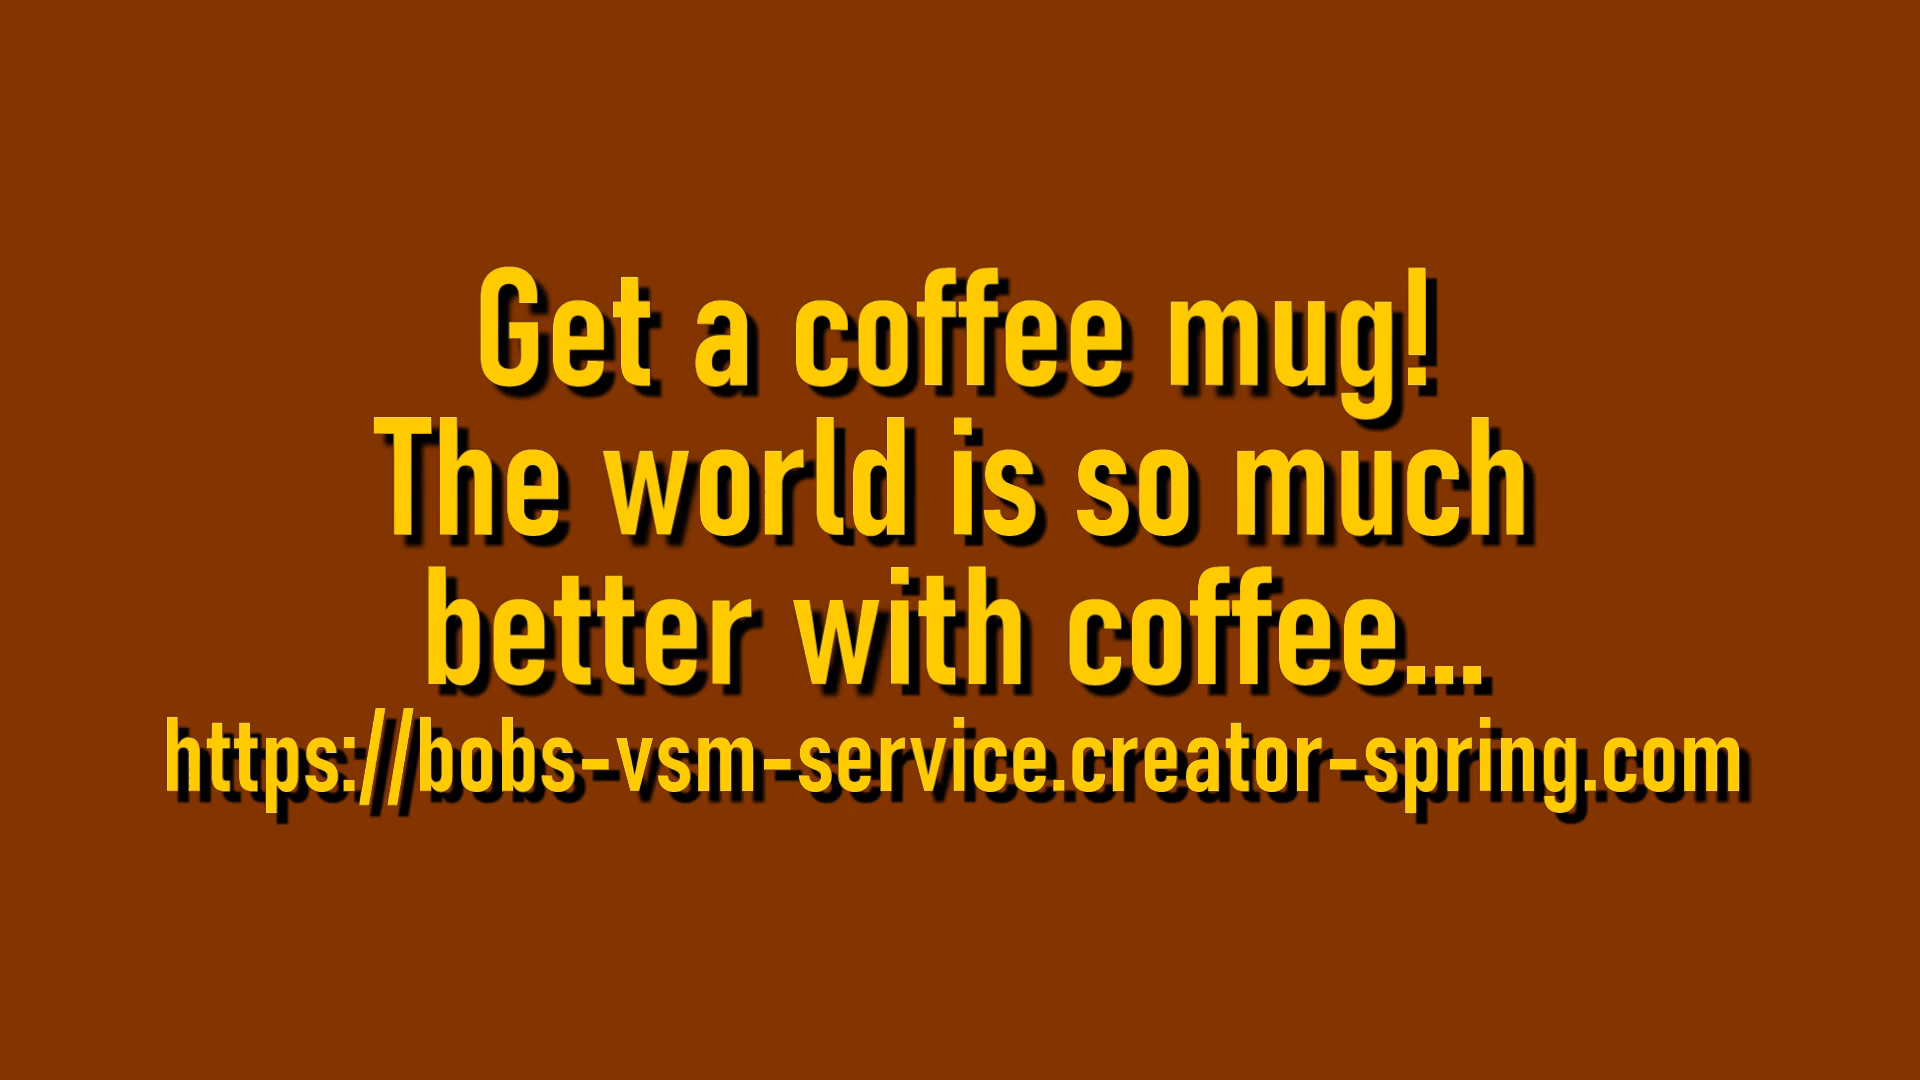 Get a coffee mug!
The world is so much
better with coffee...
https://bobs-vsm-service.creator-spring.com